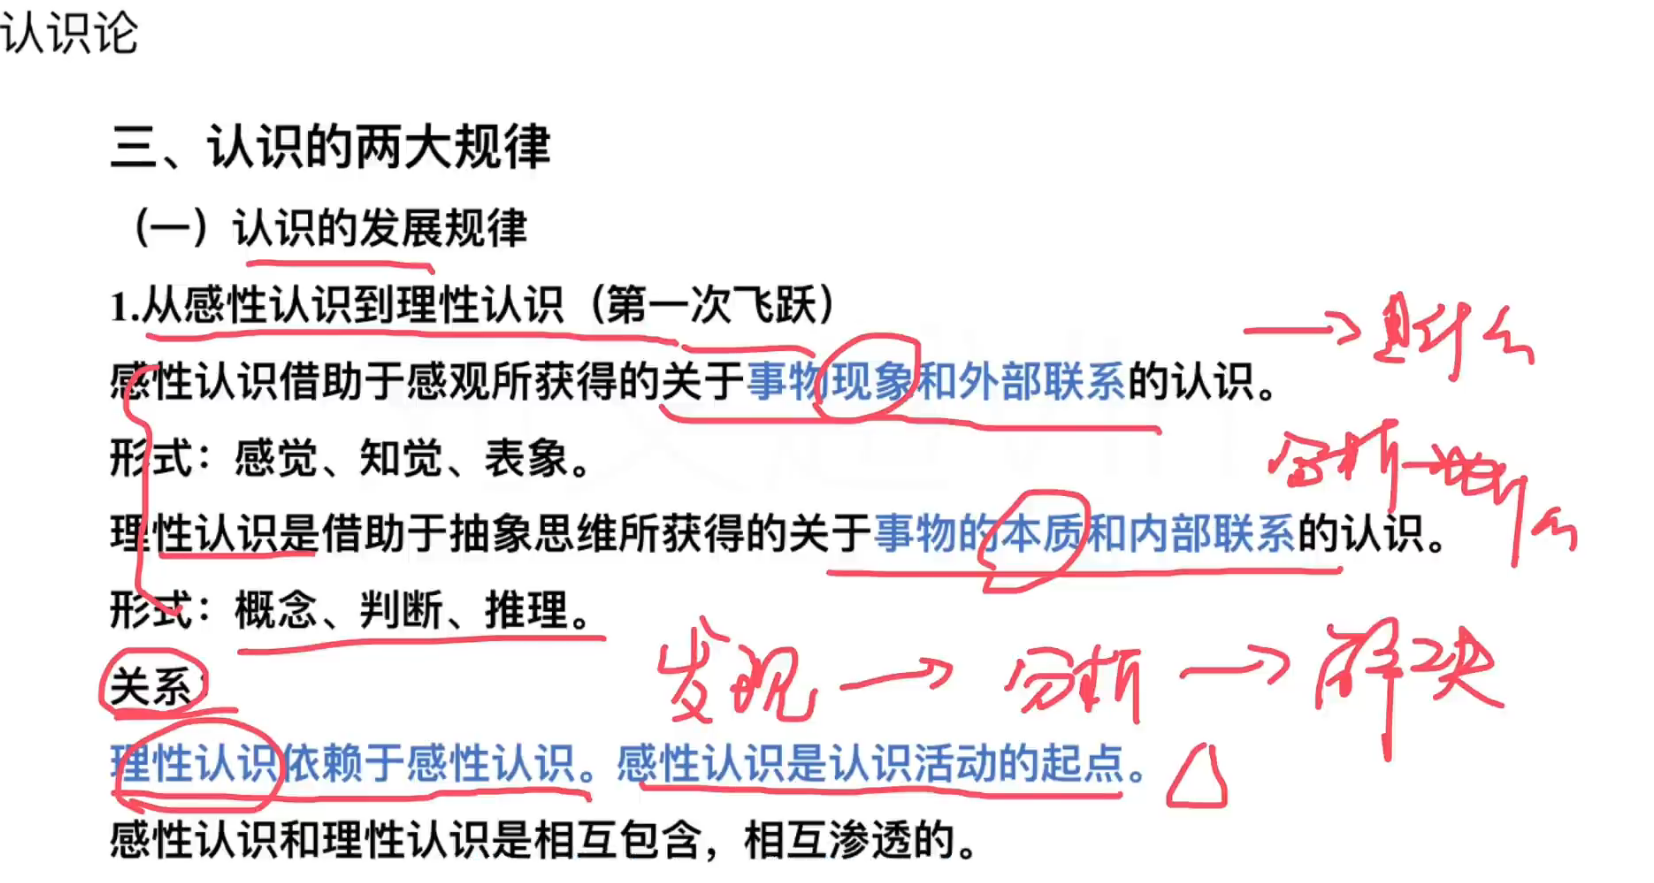 认识论
三、认识的两大规律
（一）认识的发展规律
1.从感性认识到理性认识（第一次飞跃）
→是什么
感性认识借助于感观所获得的关于事物现象和外部联系的认识。
形式：感觉、知觉、表象。
分析→
理性认识是借助于抽象思维所获得的关于事物的本质和内部联系的认识。
形式：概念、判断、推理。
关系：
发现→分析→解决
理性认识依赖于感性认识。感性认识是认识活动的起点。
感性认识和理性认识是相互包含，相互渗透的。